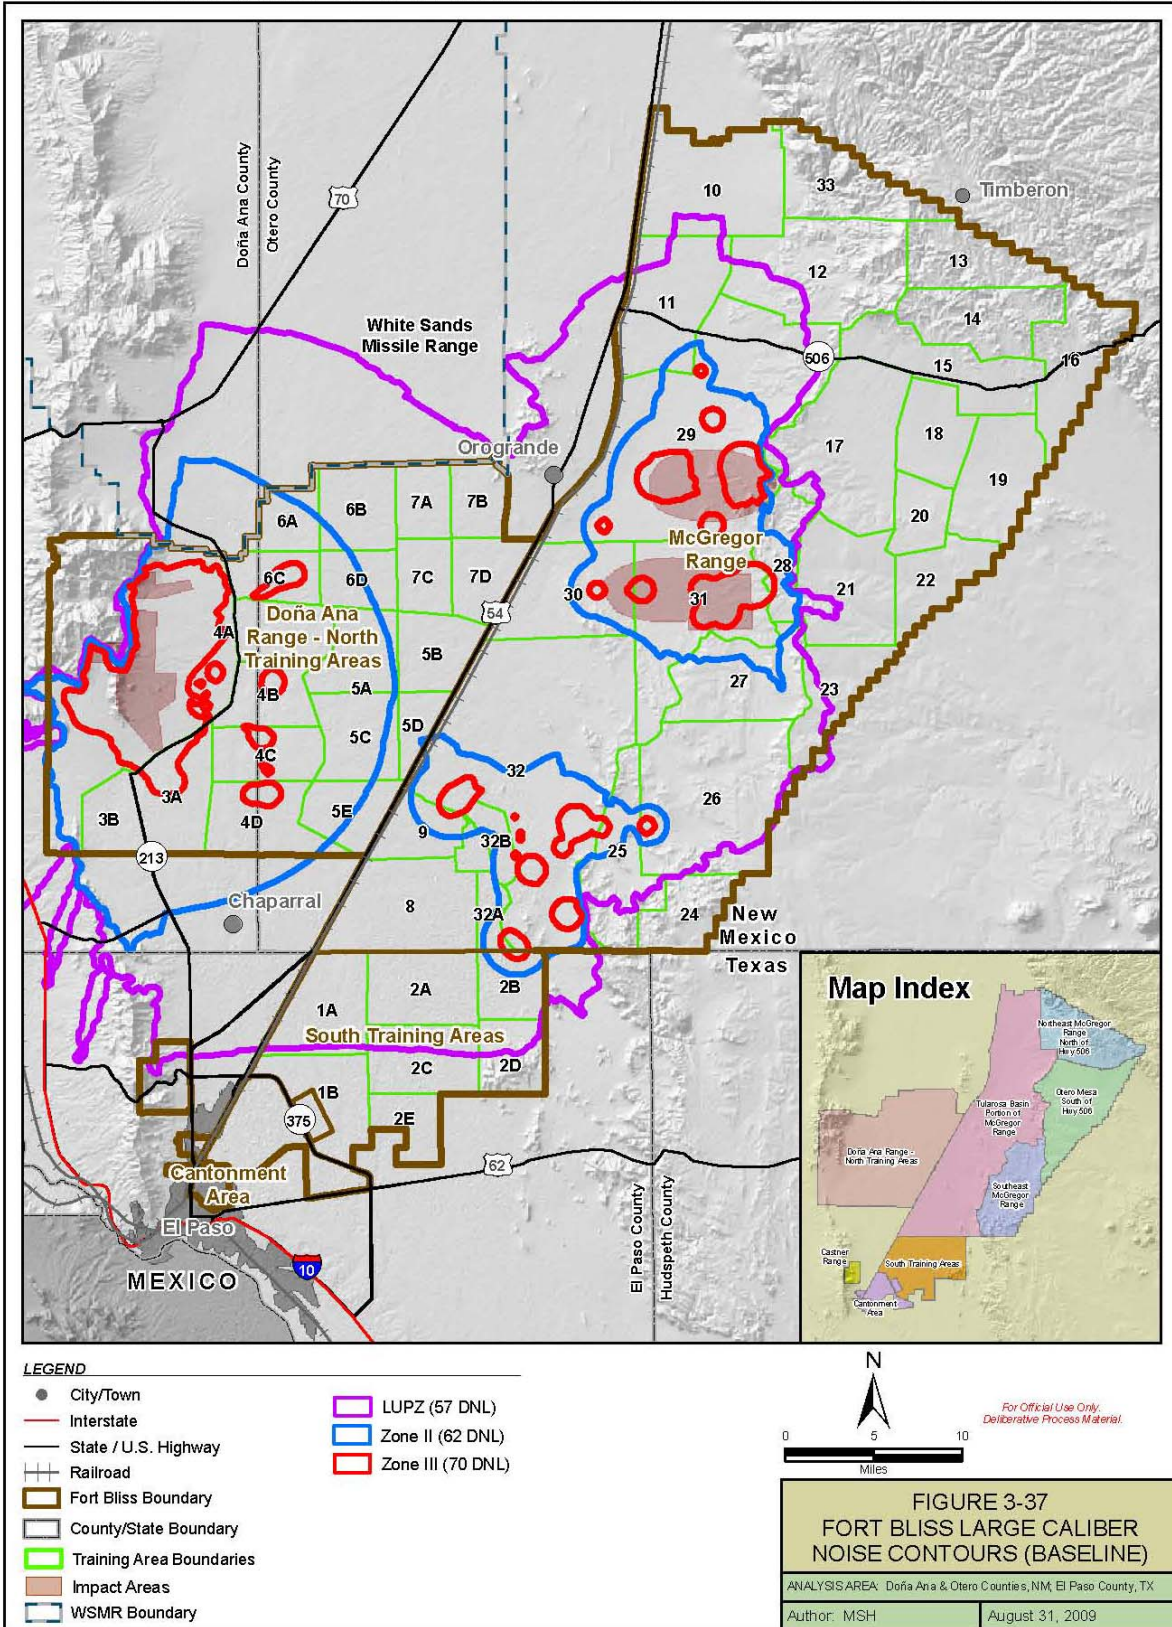 10
33
Timberon
70
Doña Ana County
Otero County
13
12
11
14
White Sands
Missile Range
506
15
16
29
17
18
19
Orogrande
7A
7B
6B
6A
20
McGregor
Range
6C
6D
7C
7D
28
21
22
30
31
54
Doña Ana
Range - North
Training Areas
4A
5B
27
23
4B
5A
5D
5C
4C
32
26
3A
3B
4D
5E
9
32B
25
213
Chaparral
8
32A
24
New
Mexico
Texas
2A
2B
1A
South Training Areas
2C
2D
1B
375
2E
62
Cantonment
Area
El Paso
10
MEXICO
El Paso County
Hudspeth County
Map Index
Northeast McGregor
Range
North of
Hwy 506
Otero Mesa
South of
Hwy 506
Tularosa Basin
Portion of
McGregor
Range
Doña Ana Range -
North Training Areas
Southeast
McGregor
Range
Castner
Range
South Training Areas
Cantonment
Area
LEGEND
City/Town
Interstate
State / U.S. Highway
Railroad
Fort Bliss Boundary
County/State Boundary
Training Area Boundaries
Impact Areas
WSMR Boundary
LUPZ (57 DNL)
Zone II (62 DNL)
Zone III (70 DNL)
N
0 5 10
Miles
For Official Use Only.
Deliberative Process Material.
FIGURE 3-37
FORT BLISS LARGE CALIBER
NOISE CONTOURS (BASELINE)
ANALYSIS AREA: Doña Ana & Otero Counties, NM; El Paso County, TX
Author: MSH
August 31, 2009